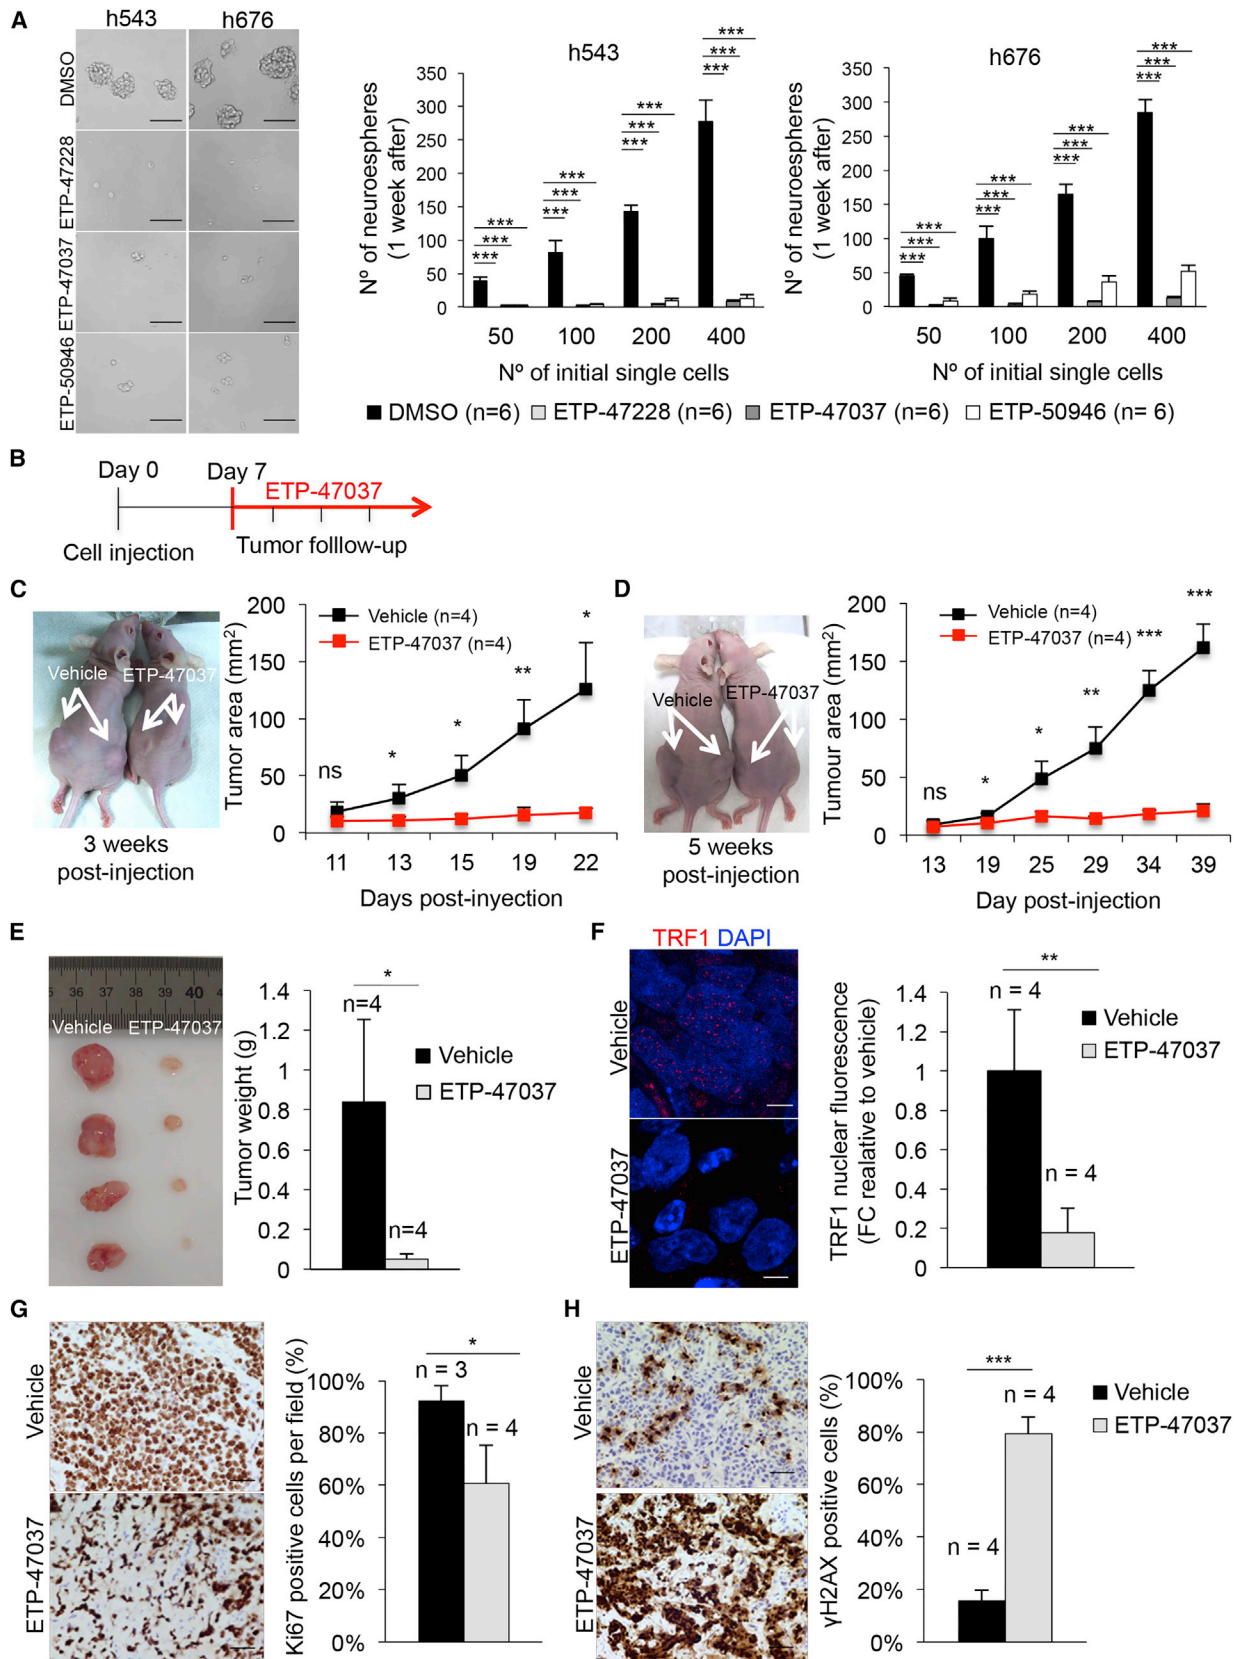 A
h543
h676
DMSO
ETP-47228
ETP-47037
ETP-50946
h543
Nº of neuroespheres
(1 week after)
350
300
250
200
150
100
50
0
*** *** ***
*** *** ***
*** *** ***
*** *** ***
50 100 200 400
Nº of initial single cells
h676
Nº of neuroespheres
(1 week after)
350
300
250
200
150
100
50
0
*** *** ***
*** *** ***
*** *** ***
*** *** ***
50 100 200 400
Nº of initial single cells
DMSO (n=6) ETP-47228 (n=6) ETP-47037 (n=6) ETP-50946 (n= 6)
B
Day 0 Day 7
ETP-47037
Cell injection Tumor folllow-up
C
Vehicle ETP-47037
3 weeks
post-injection
Tumor area (mm²)
200
150
100
50
0
Vehicle (n=4)
ETP-47037 (n=4)
ns * * ** *
11 13 15 19 22
Days post-inyection
D
Vehicle ETP-47037
5 weeks
post-injection
Tumour area (mm²)
200
150
100
50
0
Vehicle (n=4)
ETP-47037 (n=4)
ns * * ** *** ***
13 19 25 29 34 39
Day post-injection
E
36 37 38 39 40
Vehicle ETP-47037
Tumor weight (g)
1.4
1.2
1
0.8
0.6
0.4
0.2
0
*
n=4
n=4
Vehicle
ETP-47037
F
TRF1 DAPI
Vehicle
ETP-47037
TRF1 nuclear fluorescence
(FC realative to vehicle)
1.4
1.2
1
0.8
0.6
0.4
0.2
0
**
n = 4
n = 4
Vehicle
ETP-47037
G
Vehicle
ETP-47037
Ki67 positive cells per field (%)
100%
80%
60%
40%
20%
0%
*
n = 3
n = 4
H
Vehicle
ETP-47037
γH2AX positive cells (%)
100%
80%
60%
40%
20%
0%
***
n = 4
n = 4
Vehicle
ETP-47037